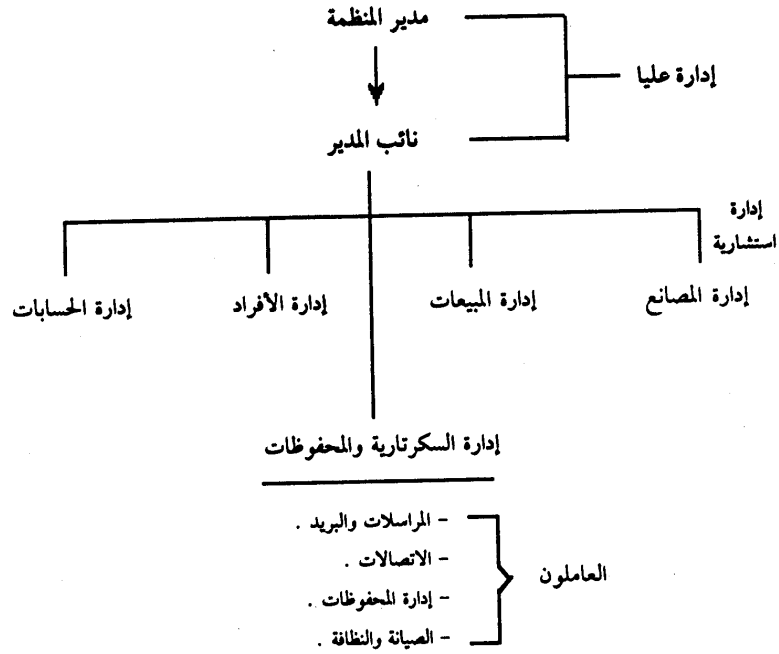 مدير المنظمة
إدارة عليا
نائب المدير
إدارة
استشارية
إدارة المصانع
إدارة المبيعات
إدارة الأفراد
إدارة الحسابات
إدارة السكرتارية والمحفوظات
– المراسلات والبريد .
– الاتصالات .
العاملون
– إدارة المحفوظات .
– الصيانة والنظافة .